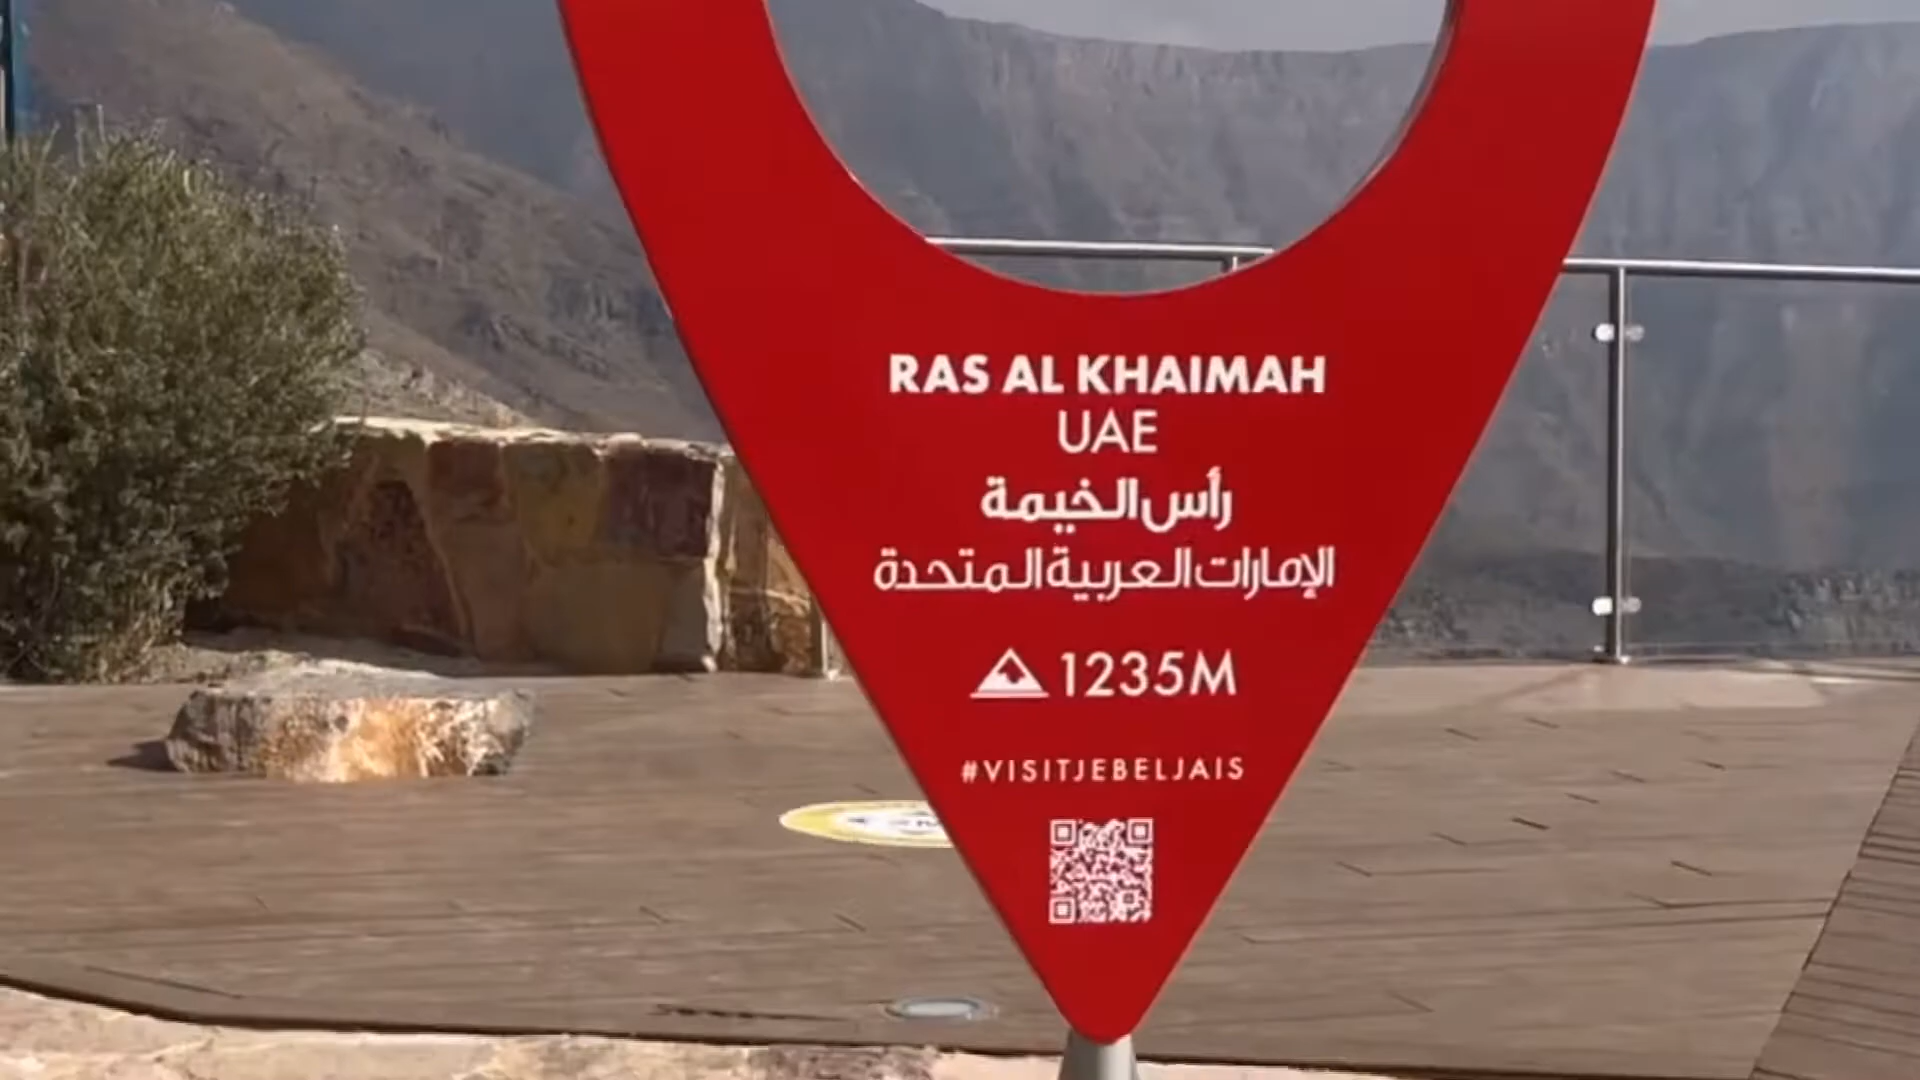 RAS AL KHAIMAH
UAE
رأس الخيمة
الإمارات العربية المتحدة
1235M
#VISITJEBELJAIS